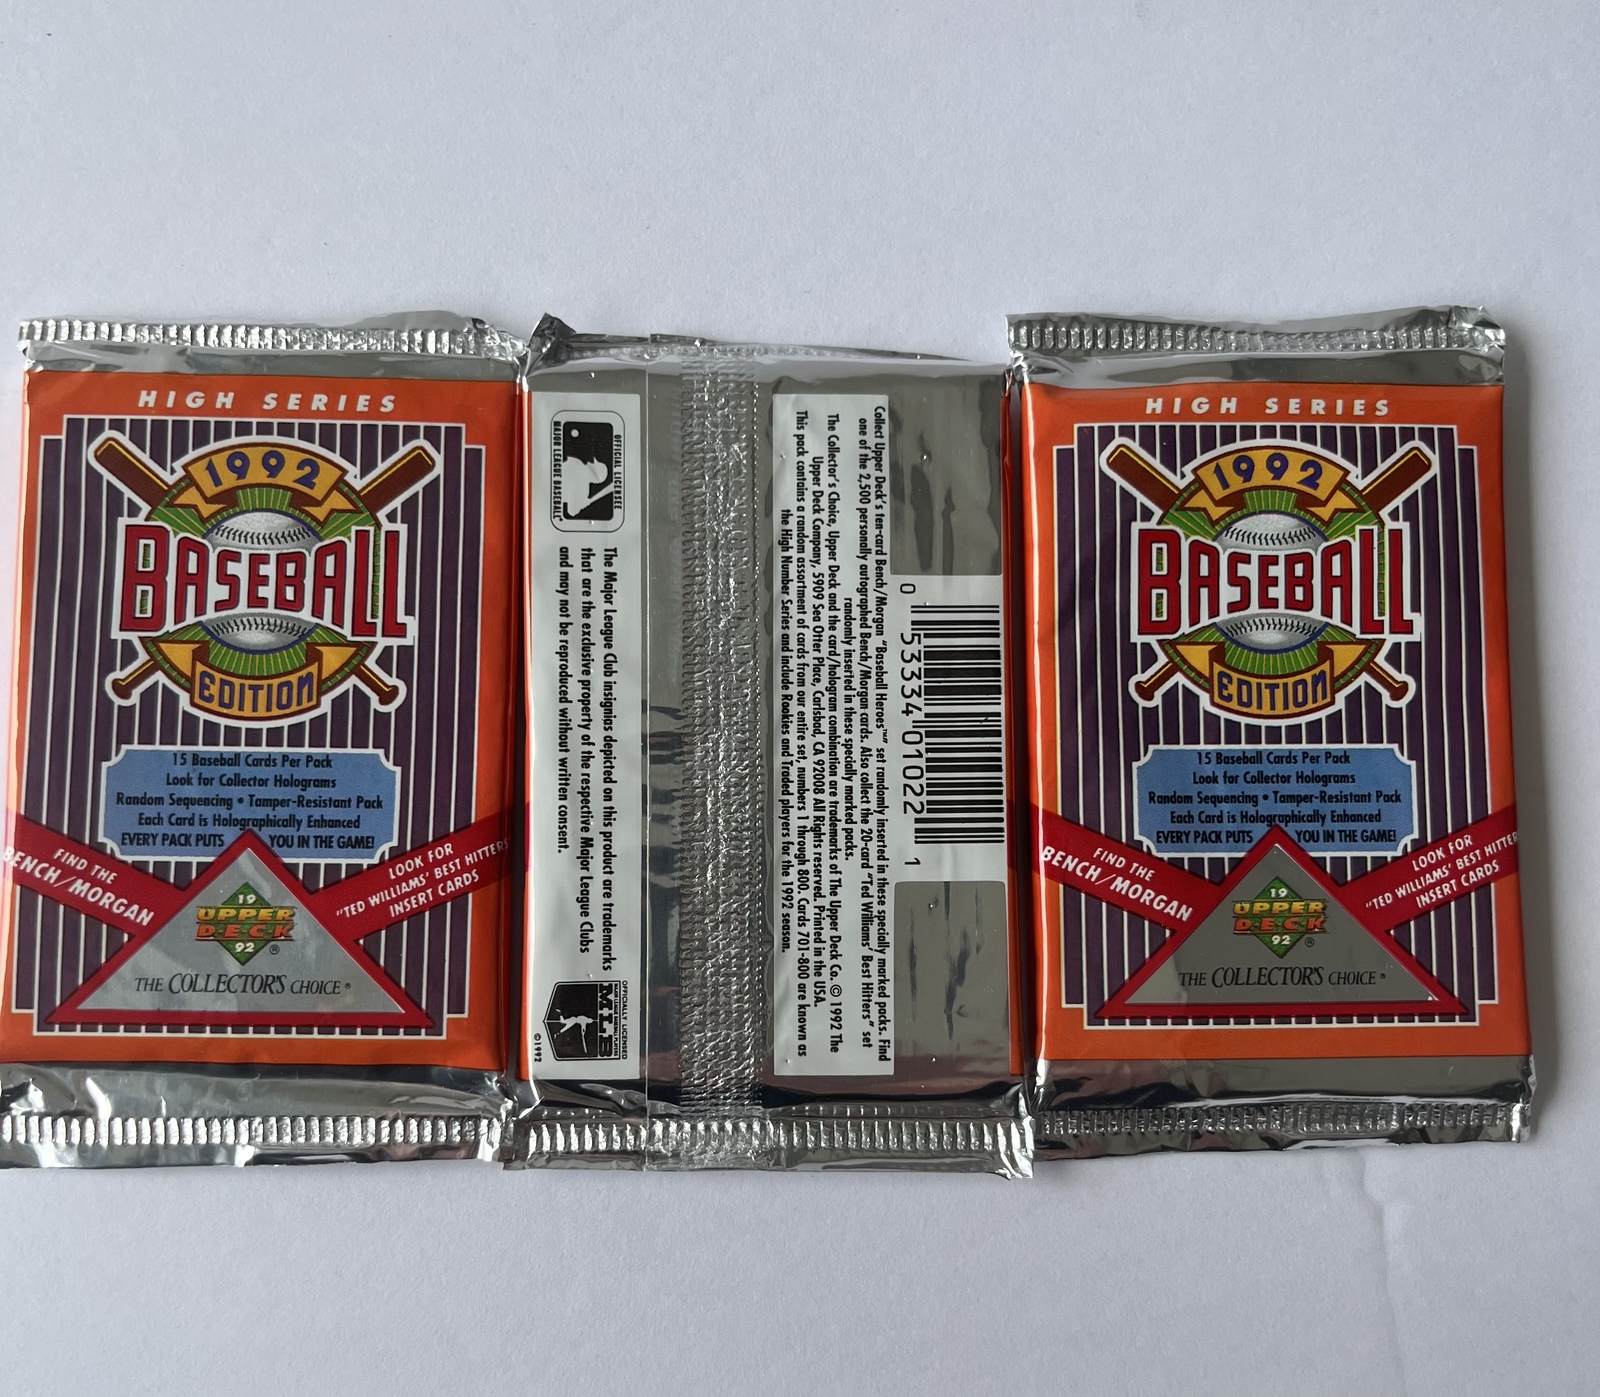 HIGH SERIES
1992
BASEBALL
EDITION
15 Baseball Cards Per Pack
Look for Collector Holograms
Random Sequencing • Tamper-Resistant Pack
Each Card is Holographically Enhanced
EVERY PACK PUTS YOU IN THE GAME!
FIND THE
BENCH/MORGAN
LOOK FOR
"TED WILLIAMS' BEST HITTERS
INSERT CARDS
19
UPPER
DECK
92 ®
THE COLLECTOR'S CHOICE ®
OFFICIAL LICENSEE
MAJOR LEAGUE BASEBALL
The Major League Club insignias depicted on this product are trademarks
that are the exclusive property of the respective Major League Clubs
and may not be reproduced without written consent.
OFFICIALLY LICENSED
MLB
©1992
Collect Upper Deck's ten-card Bench/Morgan "Baseball Heroes™" set randomly inserted in these specially marked packs. Find
one of the 2,500 personally autographed Bench/Morgan cards. Also collect the 20-card "Ted Williams' Best Hitters" set
randomly inserted in these specially marked packs.
The Collector's Choice, Upper Deck and the card/hologram combination are trademarks of The Upper Deck Co. © 1992 The
Upper Deck Company, 5909 Sea Otter Place, Carlsbad, CA 92008 All Rights reserved. Printed in the USA.
This pack contains a random assortment of cards from our entire set, numbers 1 through 800. Cards 701-800 are known as
the High Number Series and include Rookies and Traded players for the 1992 season.
0 53334 01022 1
HIGH SERIES
1992
BASEBALL
EDITION
15 Baseball Cards Per Pack
Look for Collector Holograms
Random Sequencing • Tamper-Resistant Pack
Each Card is Holographically Enhanced
EVERY PACK PUTS YOU IN THE GAME!
FIND THE
BENCH/MORGAN
LOOK FOR
"TED WILLIAMS' BEST HITTER
INSERT CARDS
19
UPPER
DECK
92 ®
THE COLLECTOR'S CHOICE ®